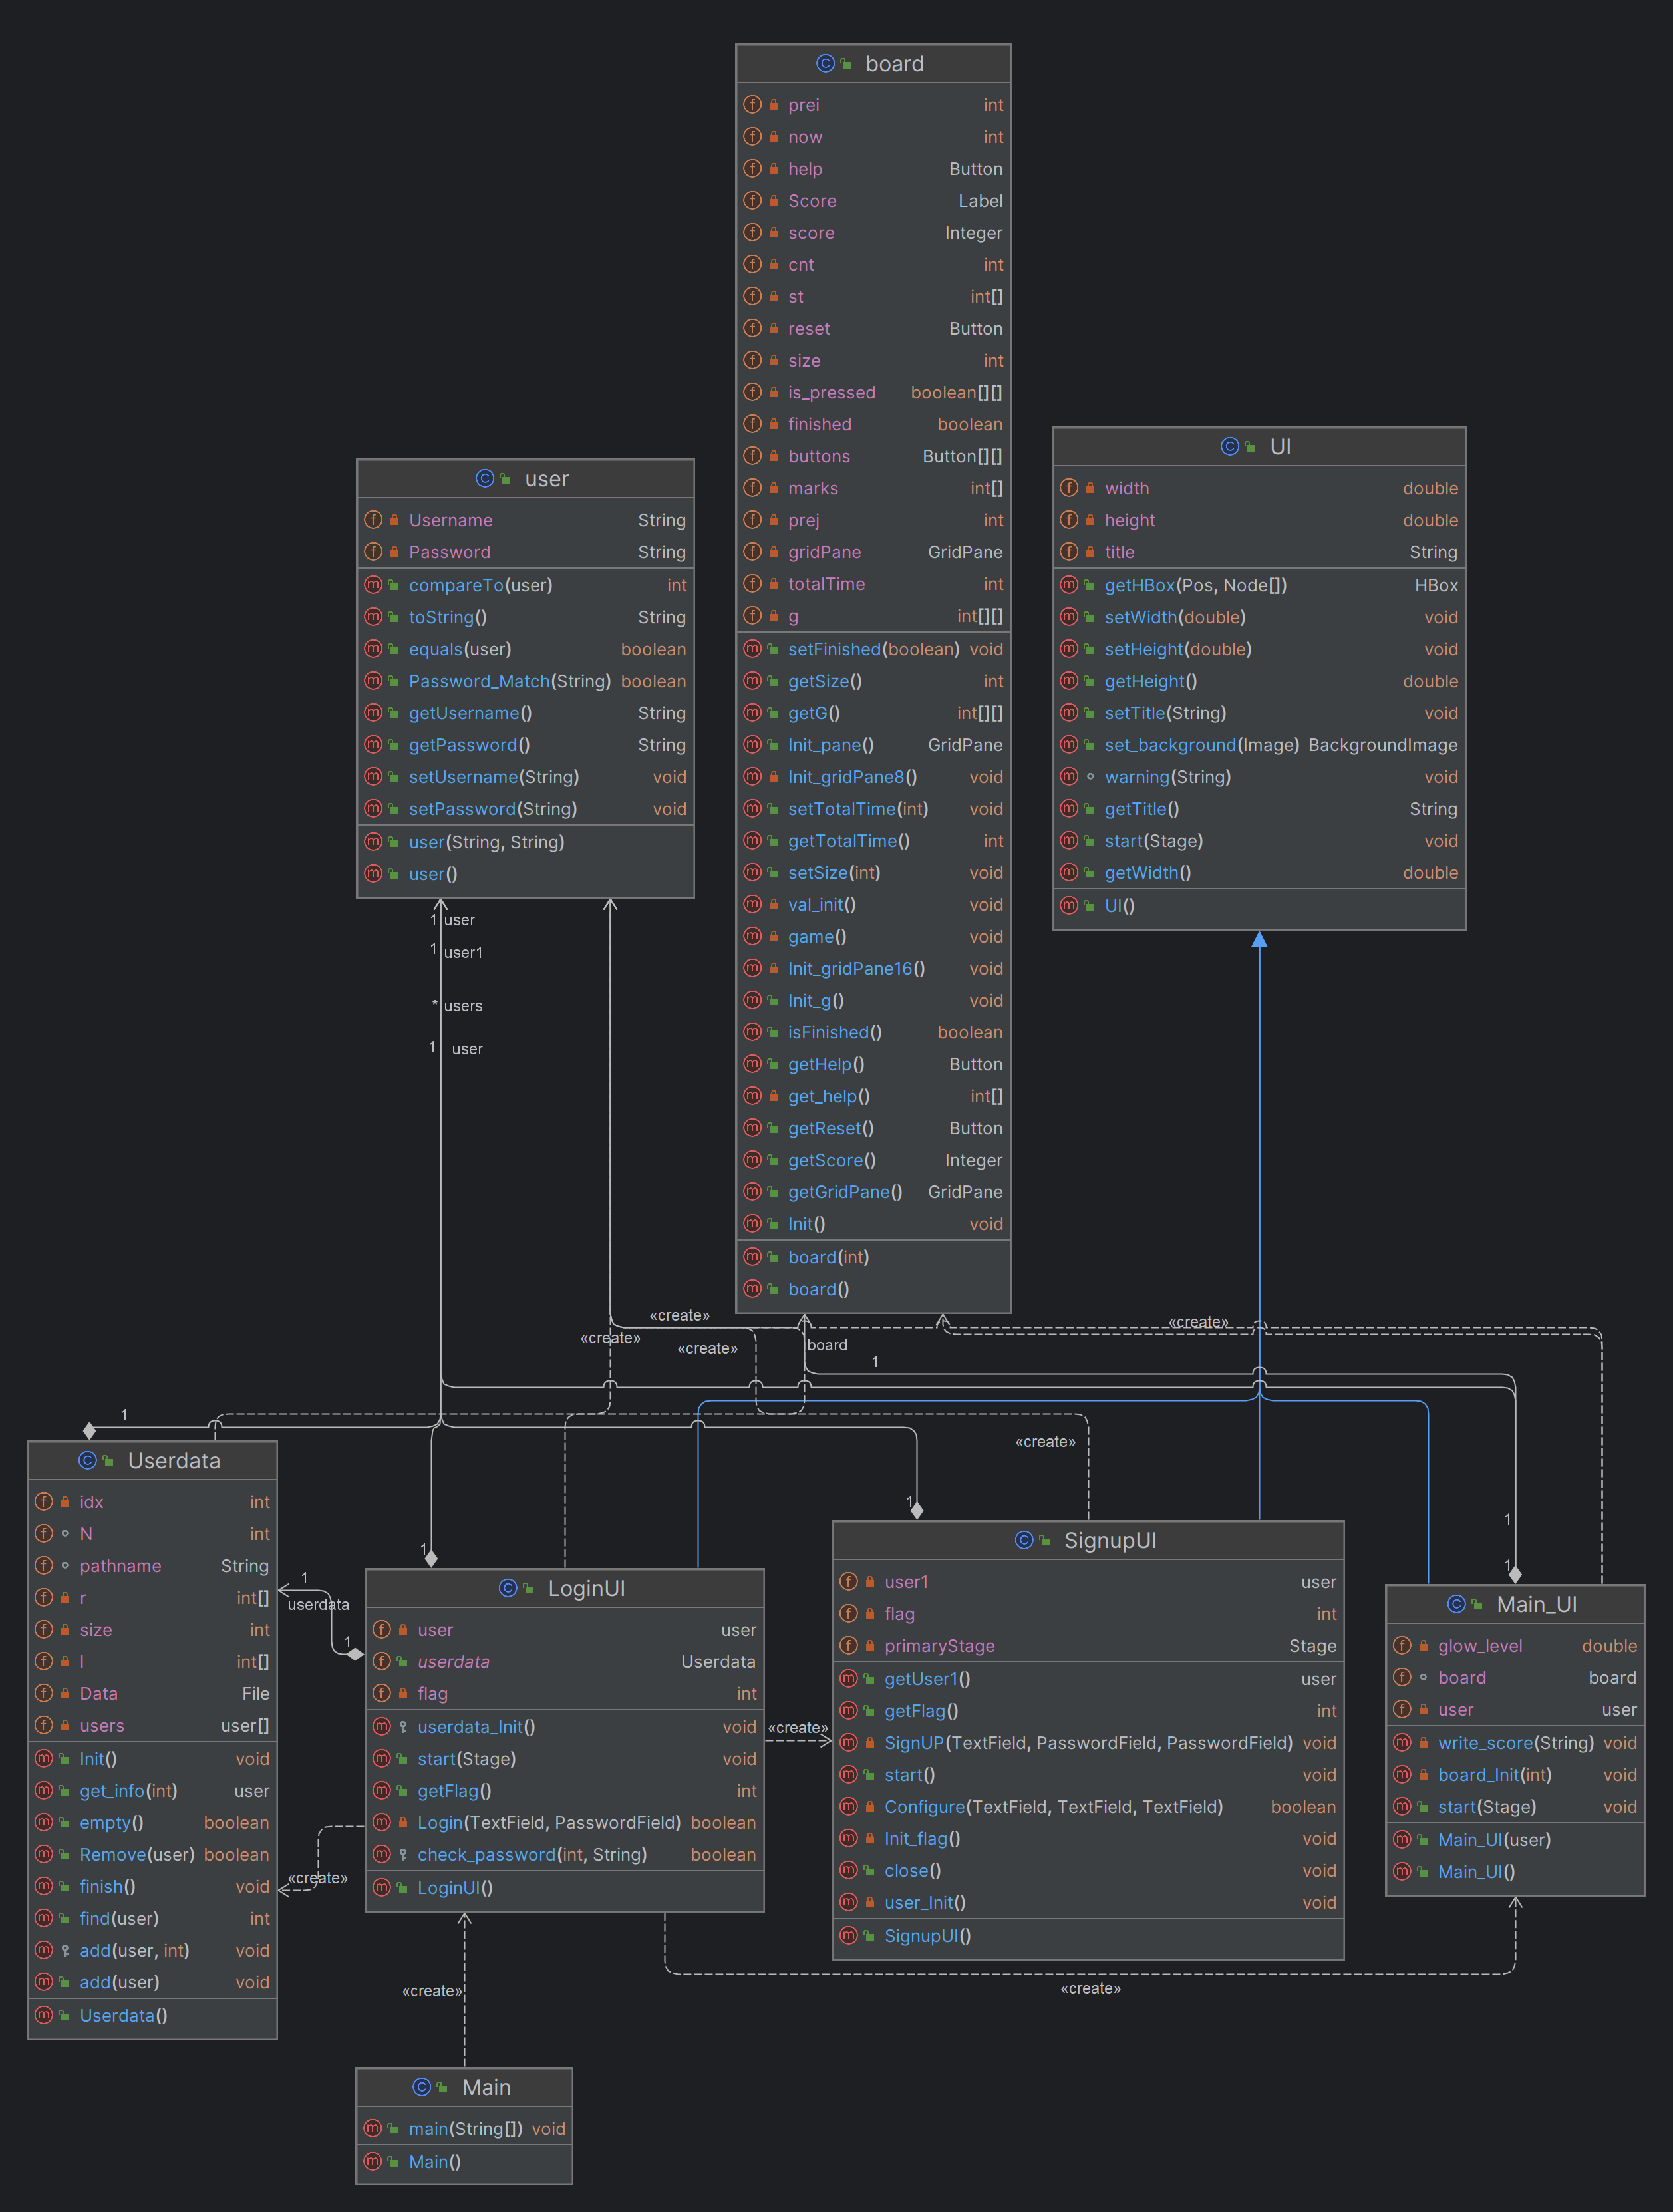 board
prei int
now int
help Button
Score Label
score Integer
cnt int
st int[]
reset Button
size int
is_pressed boolean[][]
finished boolean
buttons Button[][]
marks int[]
prej int
gridPane GridPane
totalTime int
g int[][]
setFinished(boolean) void
getSize() int
getG() int[][]
Init_pane() GridPane
Init_gridPane8() void
setTotalTime(int) void
getTotalTime() int
setSize(int) void
val_init() void
game() void
Init_gridPane16() void
Init_g() void
isFinished() boolean
getHelp() Button
get_help() int[]
getReset() Button
getScore() Integer
getGridPane() GridPane
Init() void
board(int)
board()
UI
width double
height double
title String
getHBox(Pos, Node[]) HBox
setWidth(double) void
setHeight(double) void
getHeight() double
setTitle(String) void
set_background(Image) BackgroundImage
warning(String) void
getTitle() String
start(Stage) void
getWidth() double
UI()
user
Username String
Password String
compareTo(user) int
toString() String
equals(user) boolean
Password_Match(String) boolean
getUsername() String
getPassword() String
setUsername(String) void
setPassword(String) void
user(String, String)
user()
1 user
1 user1
* users
1 user
«create»
«create»
«create»
«create»
board
1
1
«create»
1
1
1
1
Userdata
idx int
N int
pathname String
r int[]
size int
l int[]
Data File
users user[]
Init() void
get_info(int) user
empty() boolean
Remove(user) boolean
finish() void
find(user) int
add(user, int) void
add(user) void
Userdata()
1
userdata
1
«create»
LoginUI
user user
userdata Userdata
flag int
userdata_Init() void
start(Stage) void
getFlag() int
Login(TextField, PasswordField) boolean
check_password(int, String) boolean
LoginUI()
«create»
SignupUI
user1 user
flag int
primaryStage Stage
getUser1() user
getFlag() int
SignUP(TextField, PasswordField, PasswordField) void
start() void
Configure(TextField, TextField, TextField) boolean
Init_flag() void
close() void
user_Init() void
SignupUI()
Main_UI
glow_level double
board board
user user
write_score(String) void
board_Init(int) void
start(Stage) void
Main_UI(user)
Main_UI()
«create»
«create»
Main
main(String[]) void
Main()